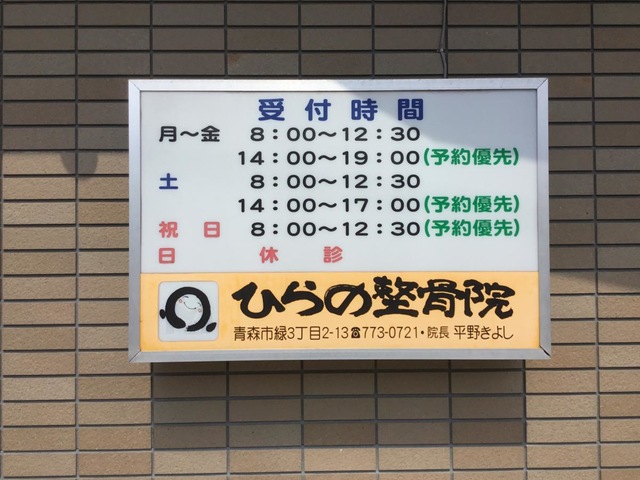 受付時間
月〜金 8:00〜12:30
14:00〜19:00(予約優先)
土 8:00〜12:30
14:00〜17:00(予約優先)
祝日 8:00〜12:30(予約優先)
日 休診
ひらの整骨院
青森市緑3丁目2-13☎773-0721・院長 平野きよし